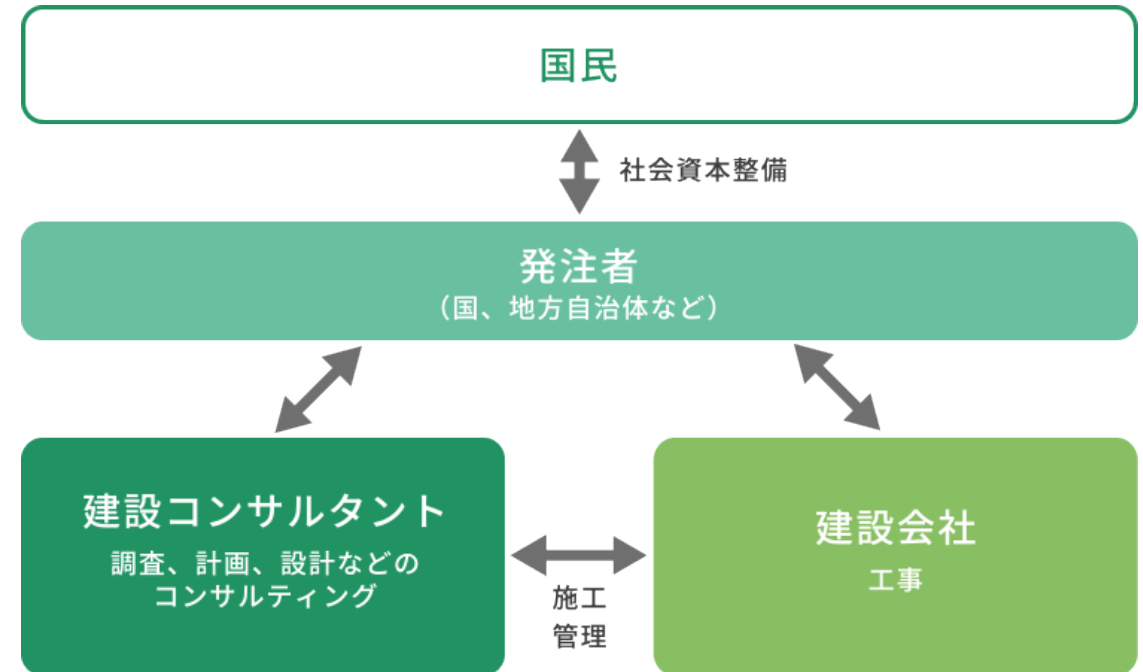 国民
社会資本整備
発注者
（国、地方自治体など）
建設コンサルタント
調査、計画、設計などの
コンサルティング
施工
管理
建設会社
工事